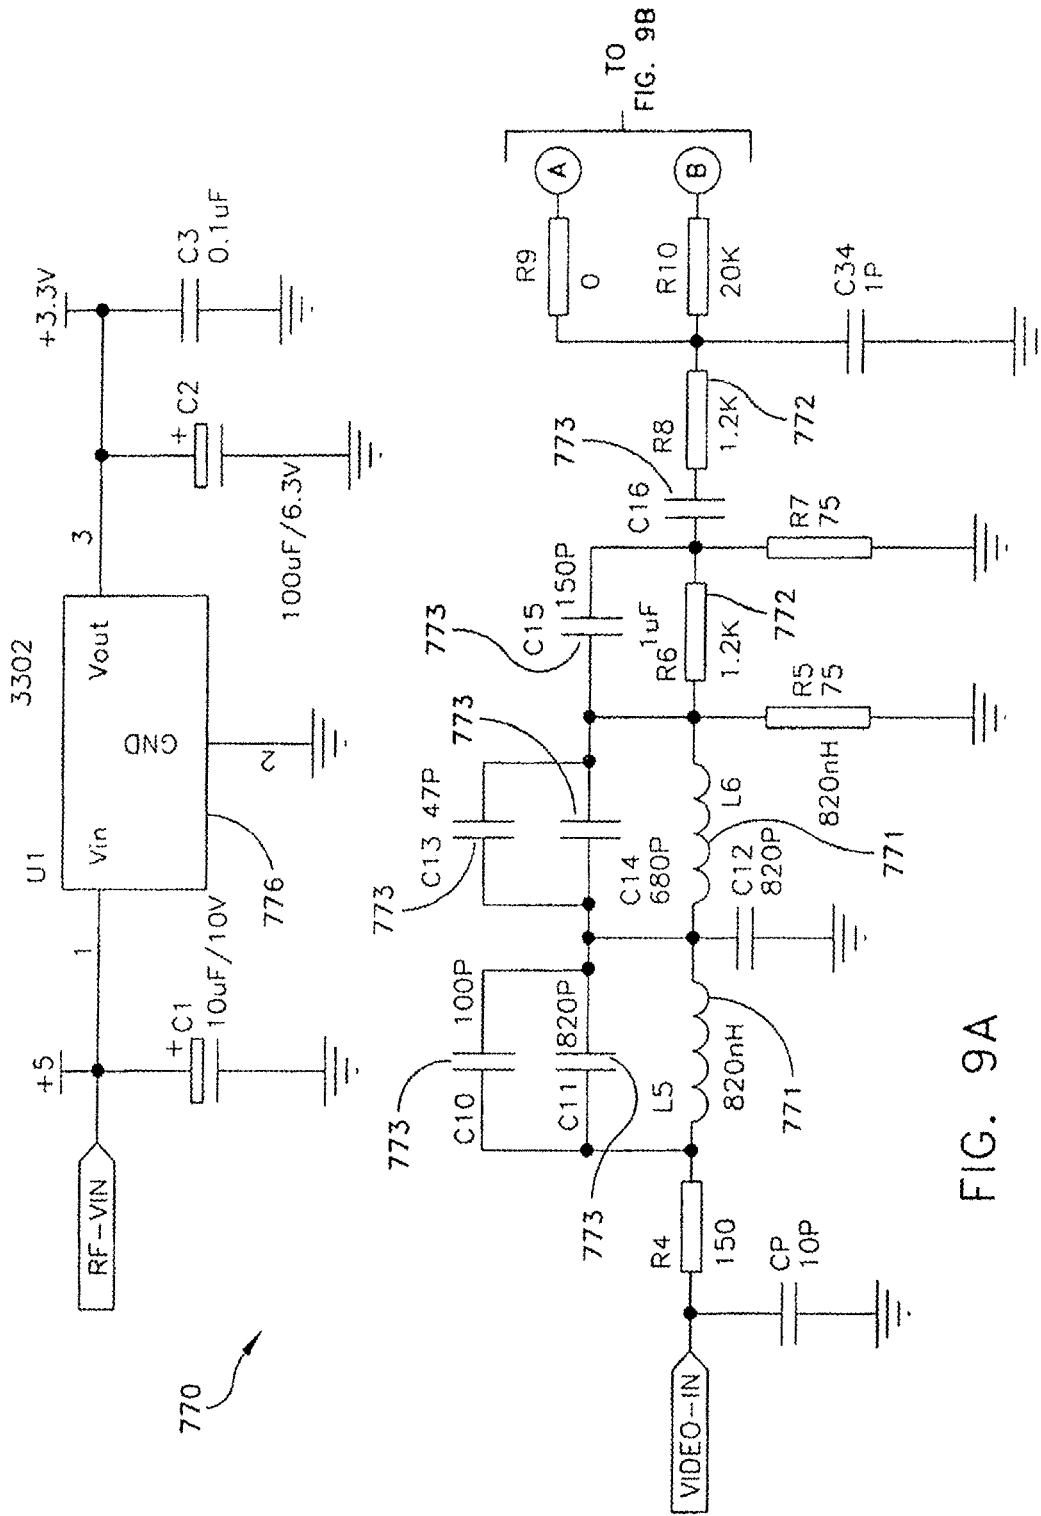 770
RF-VIN
+5
1
+
C1
10uF/10V
U1
3302
Vin
GND
Vout
776
2
3
+
C2
100uF/6.3V
+3.3V
C3
0.1uF
VIDEO-IN
CP
10P
R4
150
773
C10
100P
C11
820P
773
L5
820nH
771
773
C13
47P
773
C14
680P
C12
820P
L6
820nH
771
773
C15
150P
1uF
R6
1.2K
772
R5
75
773
C16
R7
75
R8
1.2K
772
R9
0
R10
20K
C34
1P
A
B
TO
FIG. 9B
FIG. 9A